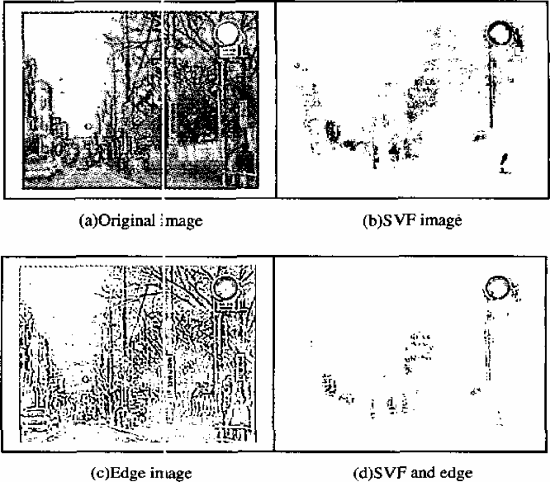 (a)Original image
(b)SVF image
(c)Edge image
(d)SVF and edge